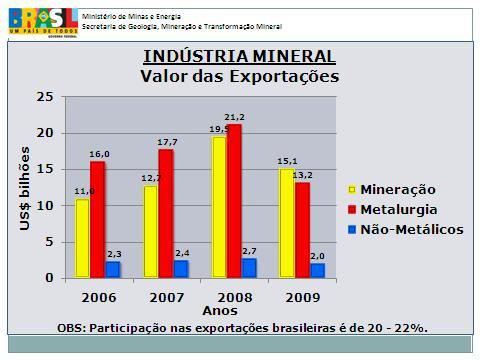 BRASIL
UM PAÍS DE TODOS
GOVERNO FEDERAL
Ministério de Minas e Energia
Secretaria de Geologia, Mineração e Transformação Mineral
INDÚSTRIA MINERAL
Valor das Exportações
US$ bilhões
25
20
15
10
5
0
11,0
16,0
2,3
12,7
17,7
2,4
19,5
21,2
2,7
15,1
13,2
2,0
Mineração
Metalurgia
Não-Metálicos
2006 2007 2008 2009
Anos
OBS: Participação nas exportações brasileiras é de 20 - 22%.